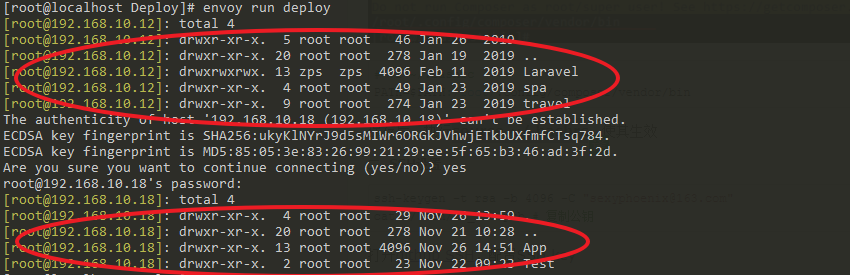 [root@localhost Deploy]# envoy run deploy
[root@192.168.10.12]: total 4
[root@192.168.10.12]: drwxr-xr-x. 5 root root 46 Jan 26 2019 .
[root@192.168.10.12]: drwxr-xr-x. 20 root root 278 Jan 19 2019 ..
[root@192.168.10.12]: drwxrwxrwx. 13 zps zps 4096 Feb 11 2019 Laravel
[root@192.168.10.12]: drwxr-xr-x. 4 root root 49 Jan 23 2019 spa
[root@192.168.10.12]: drwxr-xr-x. 9 root root 274 Jan 23 2019 travel
The authenticity of host '192.168.10.18 (192.168.10.18)' can't be established.
ECDSA key fingerprint is SHA256:ukyKlNYrJ9d5sMIWr6ORGkJVhwjETkbUXfmfCTsq784.
ECDSA key fingerprint is MD5:85:05:3e:83:26:99:21:29:ee:5f:65:b3:46:ad:3f:2d.
Are you sure you want to continue connecting (yes/no)? yes
root@192.168.10.18's password:
[root@192.168.10.18]: total 4
[root@192.168.10.18]: drwxr-xr-x. 4 root root 29 Nov 20 13:59 .
[root@192.168.10.18]: drwxr-xr-x. 20 root root 278 Nov 21 10:28 ..
[root@192.168.10.18]: drwxr-xr-x. 13 root root 4096 Nov 26 14:51 App
[root@192.168.10.18]: drwxr-xr-x. 2 root root 23 Nov 22 09:23 Test